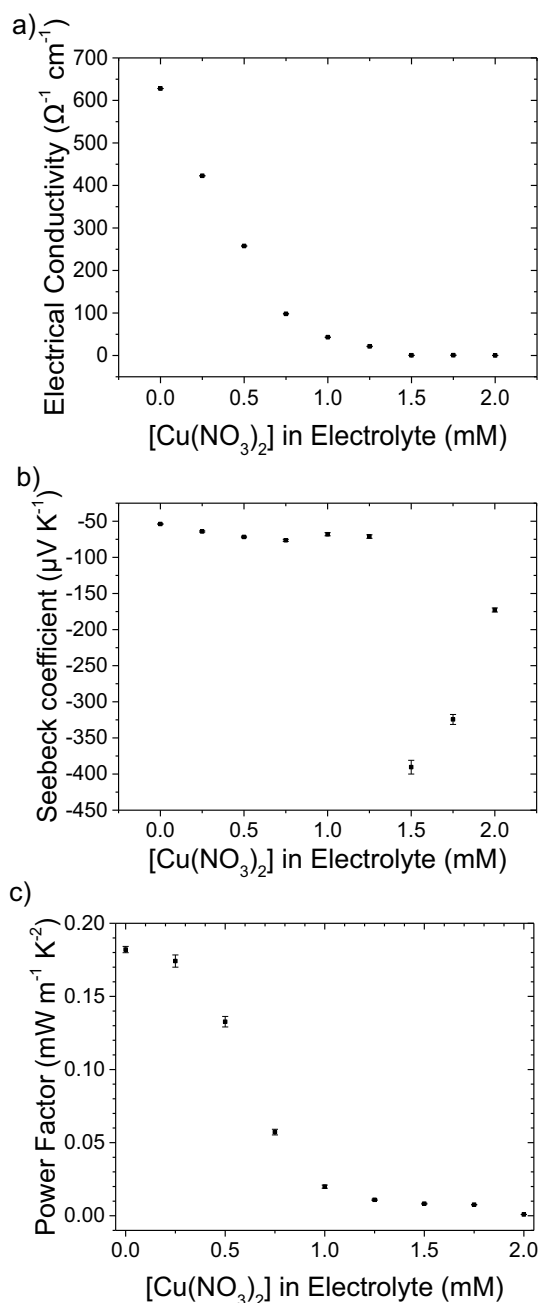 a)
700
600
500
400
300
200
100
0
Electrical Conductivity (Ω⁻¹ cm⁻¹)
0.0 0.5 1.0 1.5 2.0
[Cu(NO₃)₂] in Electrolyte (mM)
b)
-50
-100
-150
-200
-250
-300
-350
-400
-450
Seebeck coefficient (µV K⁻¹)
0.0 0.5 1.0 1.5 2.0
[Cu(NO₃)₂] in Electrolyte (mM)
c)
0.20
0.15
0.10
0.05
0.00
Power Factor (mW m⁻¹ K⁻²)
0.0 0.5 1.0 1.5 2.0
[Cu(NO₃)₂] in Electrolyte (mM)